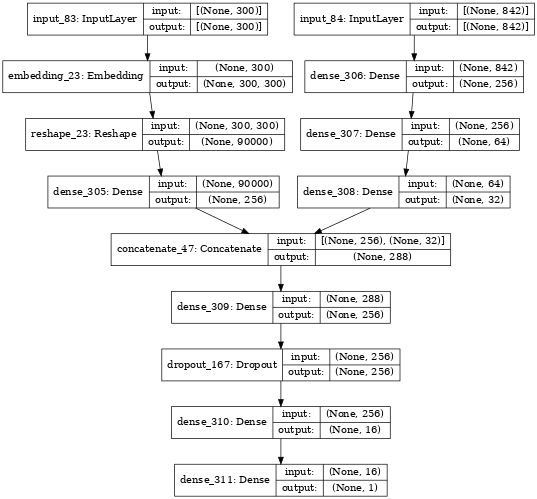 input_83: InputLayer input: [(None, 300)] output: [(None, 300)]
input_84: InputLayer input: [(None, 842)] output: [(None, 842)]
embedding_23: Embedding input: (None, 300) output: (None, 300, 300)
dense_306: Dense input: (None, 842) output: (None, 256)
reshape_23: Reshape input: (None, 300, 300) output: (None, 90000)
dense_307: Dense input: (None, 256) output: (None, 64)
dense_305: Dense input: (None, 90000) output: (None, 256)
dense_308: Dense input: (None, 64) output: (None, 32)
concatenate_47: Concatenate input: [(None, 256), (None, 32)] output: (None, 288)
dense_309: Dense input: (None, 288) output: (None, 256)
dropout_167: Dropout input: (None, 256) output: (None, 256)
dense_310: Dense input: (None, 256) output: (None, 16)
dense_311: Dense input: (None, 16) output: (None, 1)